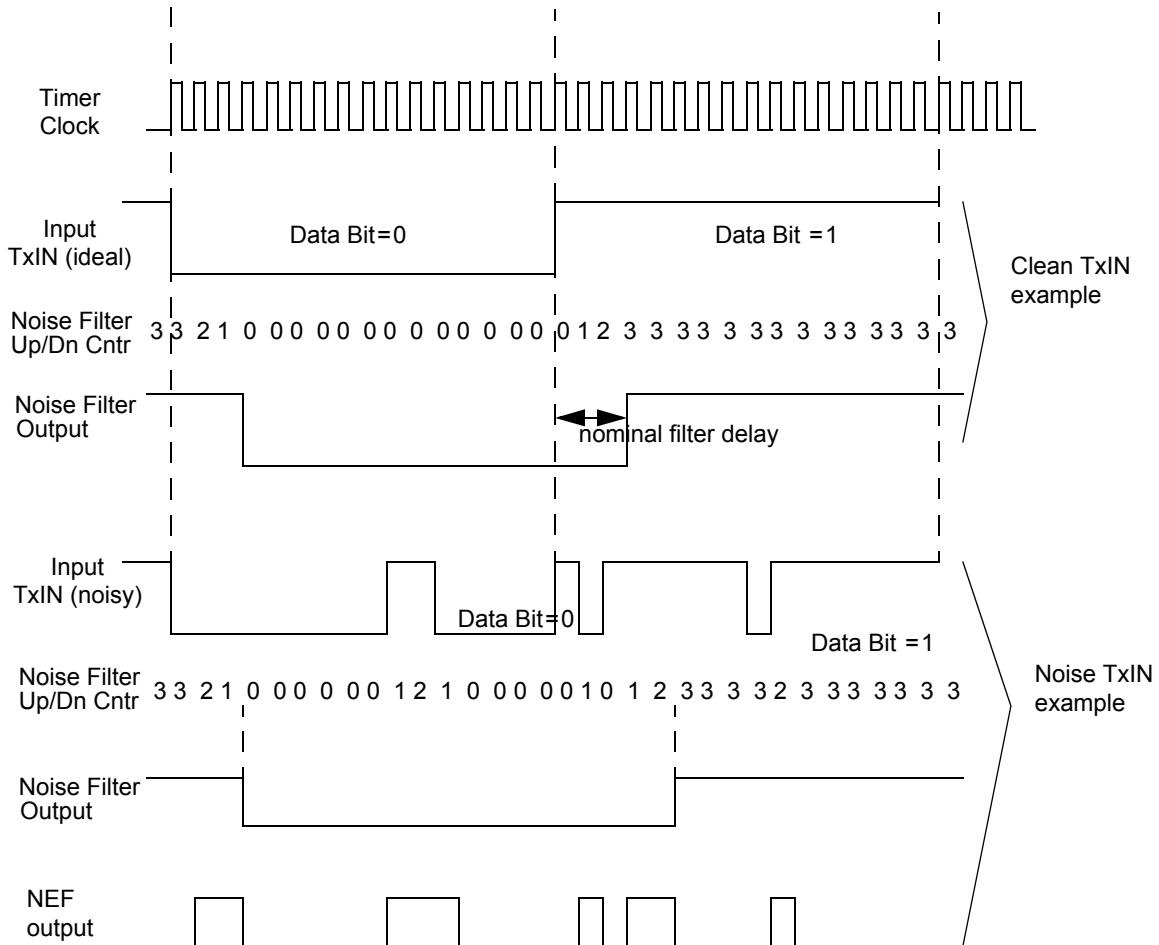 Timer
Clock
Input
TxIN (ideal)
Data Bit=0
Data Bit =1
Clean TxIN
example
Noise Filter
Up/Dn Cntr
3 3 2 1 0 0 0 0 0 0 0 0 0 0 0 0 0 0 1 2 3 3 3 3 3 3 3 3 3 3 3 3 3 3
Noise Filter
Output
nominal filter delay
Input
TxIN (noisy)
Data Bit=0
Data Bit =1
Noise Filter
Up/Dn Cntr
3 3 2 1 0 0 0 0 0 0 1 2 1 0 0 0 0 0 1 0 1 2 3 3 3 3 2 3 3 3 3 3 3 3
Noise TxIN
example
Noise Filter
Output
NEF
output